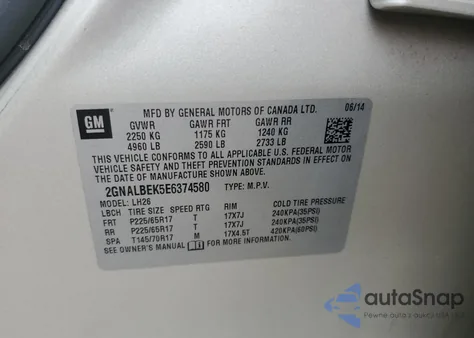 GM
MFD BY GENERAL MOTORS OF CANADA LTD. 06/14
GVWR GAWR FRT GAWR RR
2250 KG 1175 KG 1240 KG
4960 LB 2590 LB 2733 LB
THIS VEHICLE CONFORMS TO ALL APPLICABLE U.S. FEDERAL MOTOR
VEHICLE SAFETY AND THEFT PREVENTION STANDARDS IN EFFECT
ON THE DATE OF MANUFACTURE SHOWN ABOVE.
2GNALBEK5E6374580 TYPE: M.P.V.
MODEL: LH26
LBCH TIRE SIZE SPEED RTG RIM COLD TIRE PRESSURE
FRT P225/65R17 T 17X7J 240KPA(35PSI)
RR P225/65R17 T 17X7J 240KPA(35PSI)
SPA T145/70R17 M 17X4.5T 420KPA(60PSI)
SEE OWNER'S MANUAL FOR MORE INFORMATION.
autoSnap
Pewne auta z aukcji USA